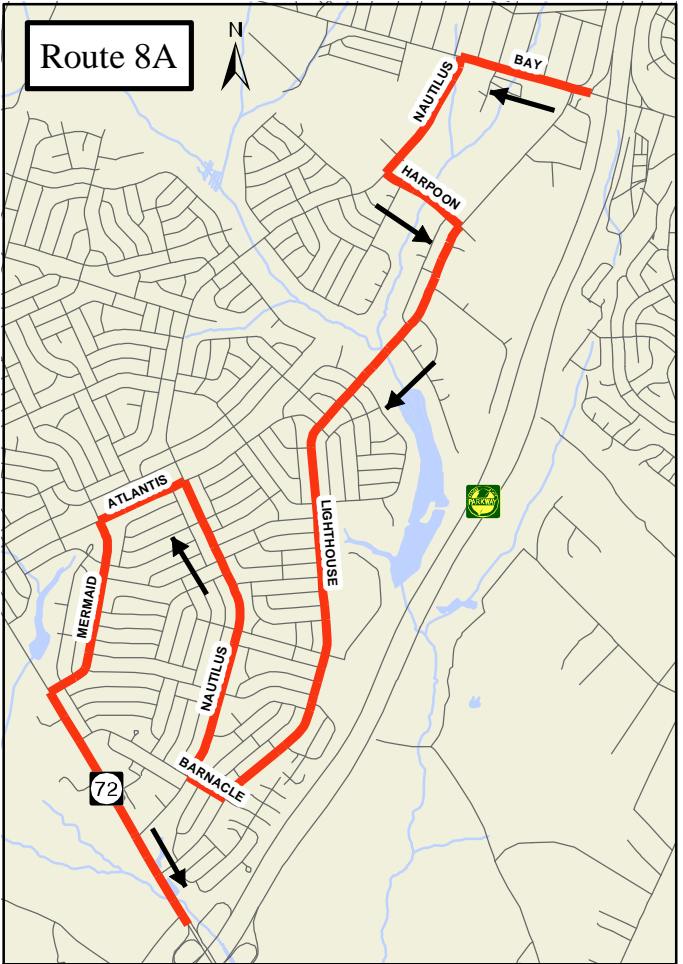 Route 8A
N
BAY
NAUTILUS
HARPOON
ATLANTIS
PARKWAY
LIGHTHOUSE
MERMAID
NAUTILUS
BARNACLE
72